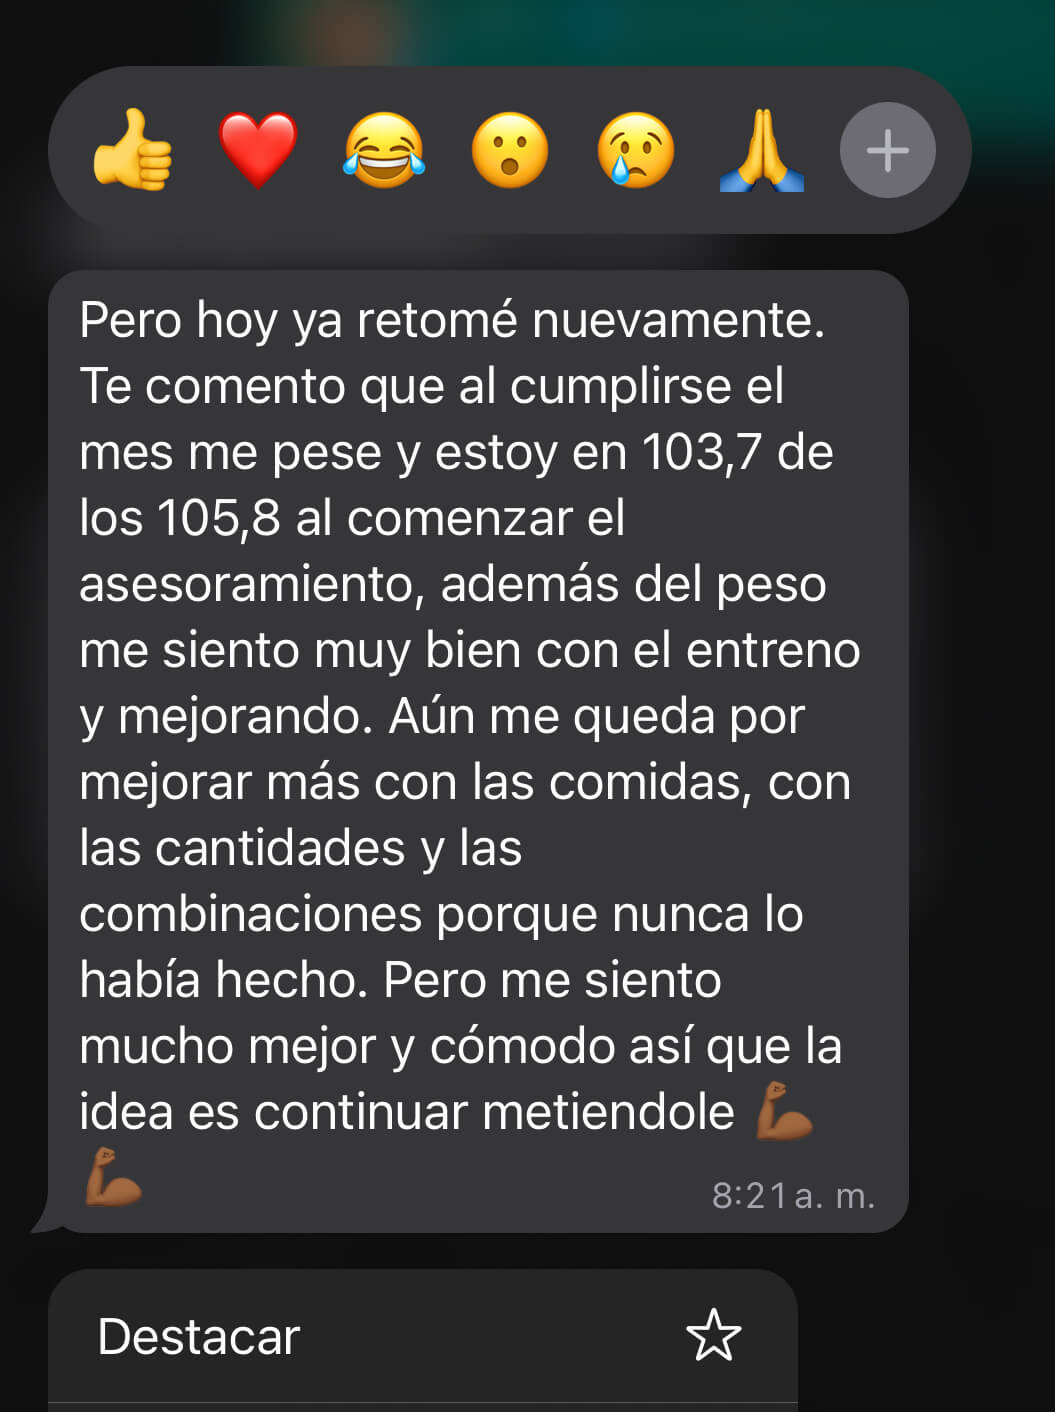 Pero hoy ya retomé nuevamente.
Te comento que al cumplirse el
mes me pese y estoy en 103,7 de
los 105,8 al comenzar el
asesoramiento, además del peso
me siento muy bien con el entreno
y mejorando. Aún me queda por
mejorar más con las comidas, con
las cantidades y las
combinaciones porque nunca lo
había hecho. Pero me siento
mucho mejor y cómodo así que la
idea es continuar metiendole 💪🏾
💪🏾
8:21 a. m.
Destacar